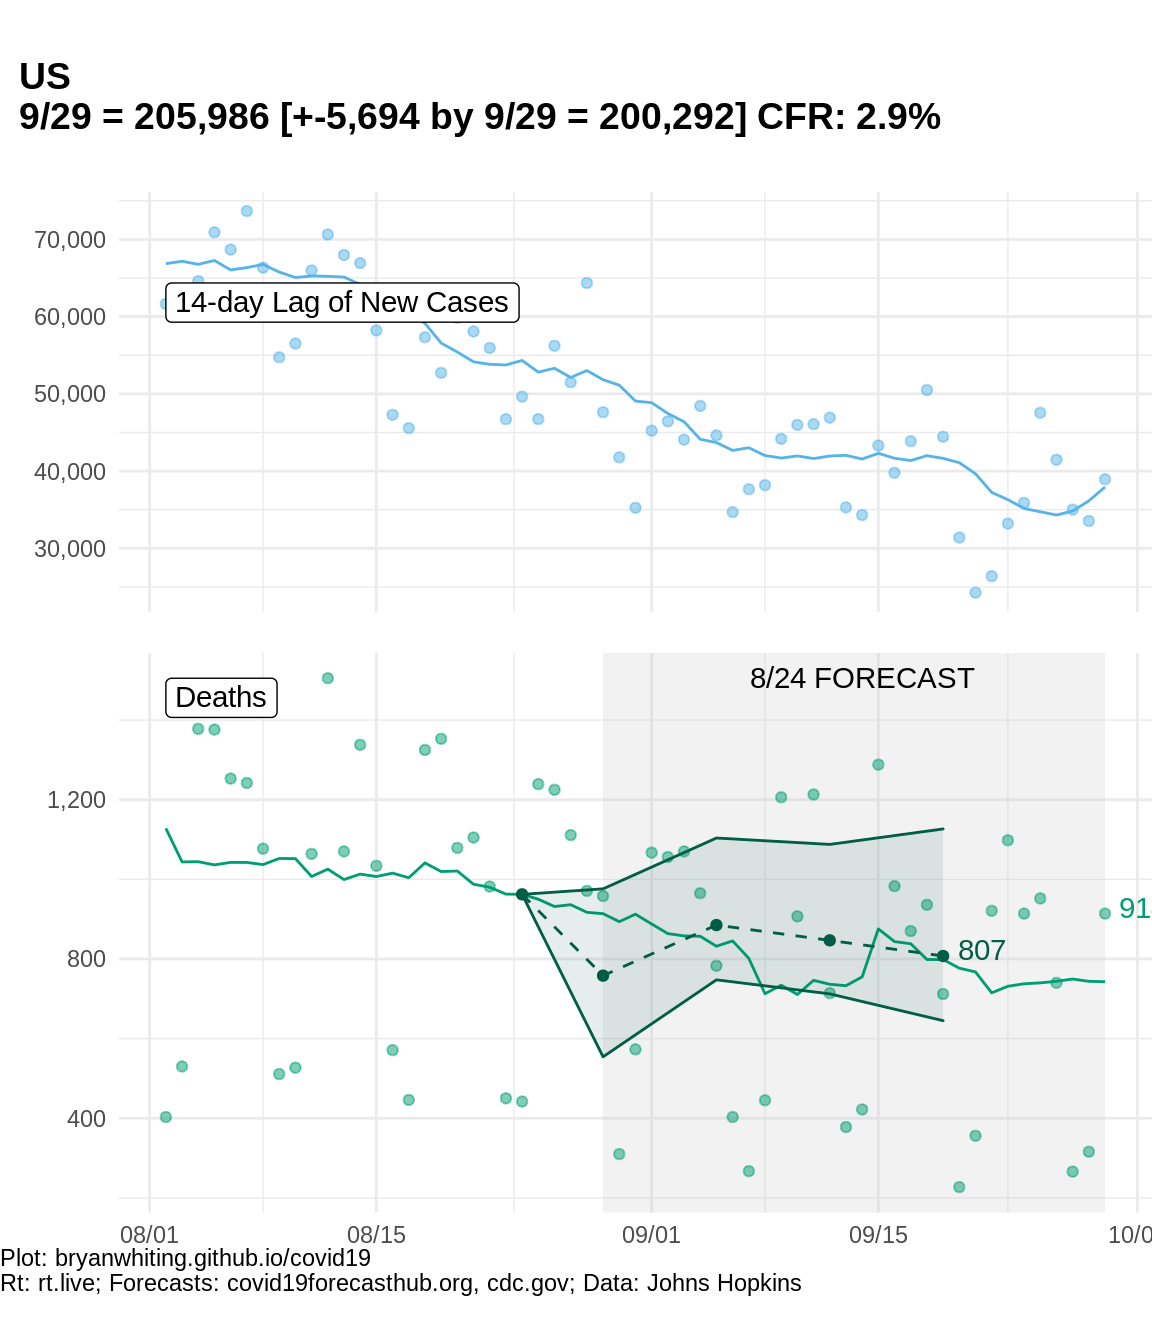 US
9/29 = 205,986 [+-5,694 by 9/29 = 200,292] CFR: 2.9%
70,000
14-day Lag of New Cases
60,000
50,000
40,000
30,000
8/24 FORECAST
Deaths
1,200
91
807
800
400
08/01 08/15 09/01 09/15 10/0
Plot: bryanwhiting.github.io/covid19
Rt: rt.live; Forecasts: covid19forecasthub.org, cdc.gov; Data: Johns Hopkins